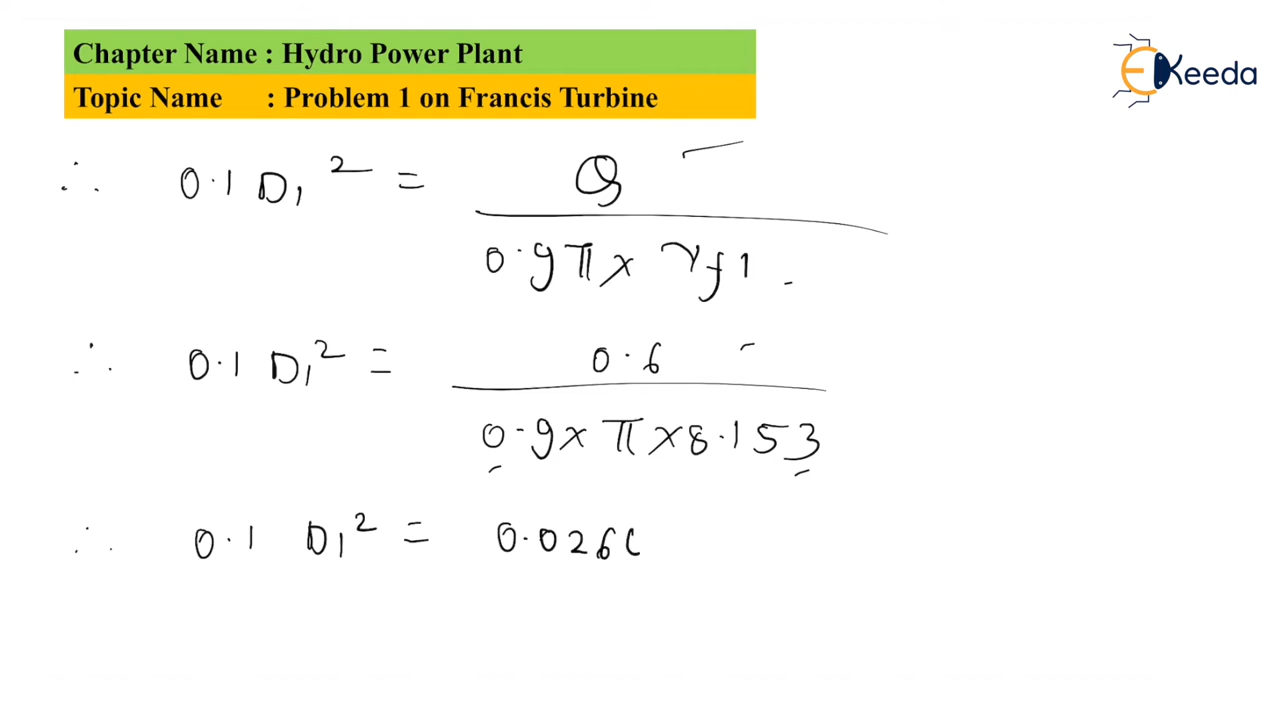 Chapter Name : Hydro Power Plant
Topic Name : Problem 1 on Francis Turbine
EKeeda
∴ 0.1 D₁² = Q / (0.9π × Vf1)
∴ 0.1 D₁² = 0.6 / (0.9 × π × 8.153)
∴ 0.1 D₁² = 0.026